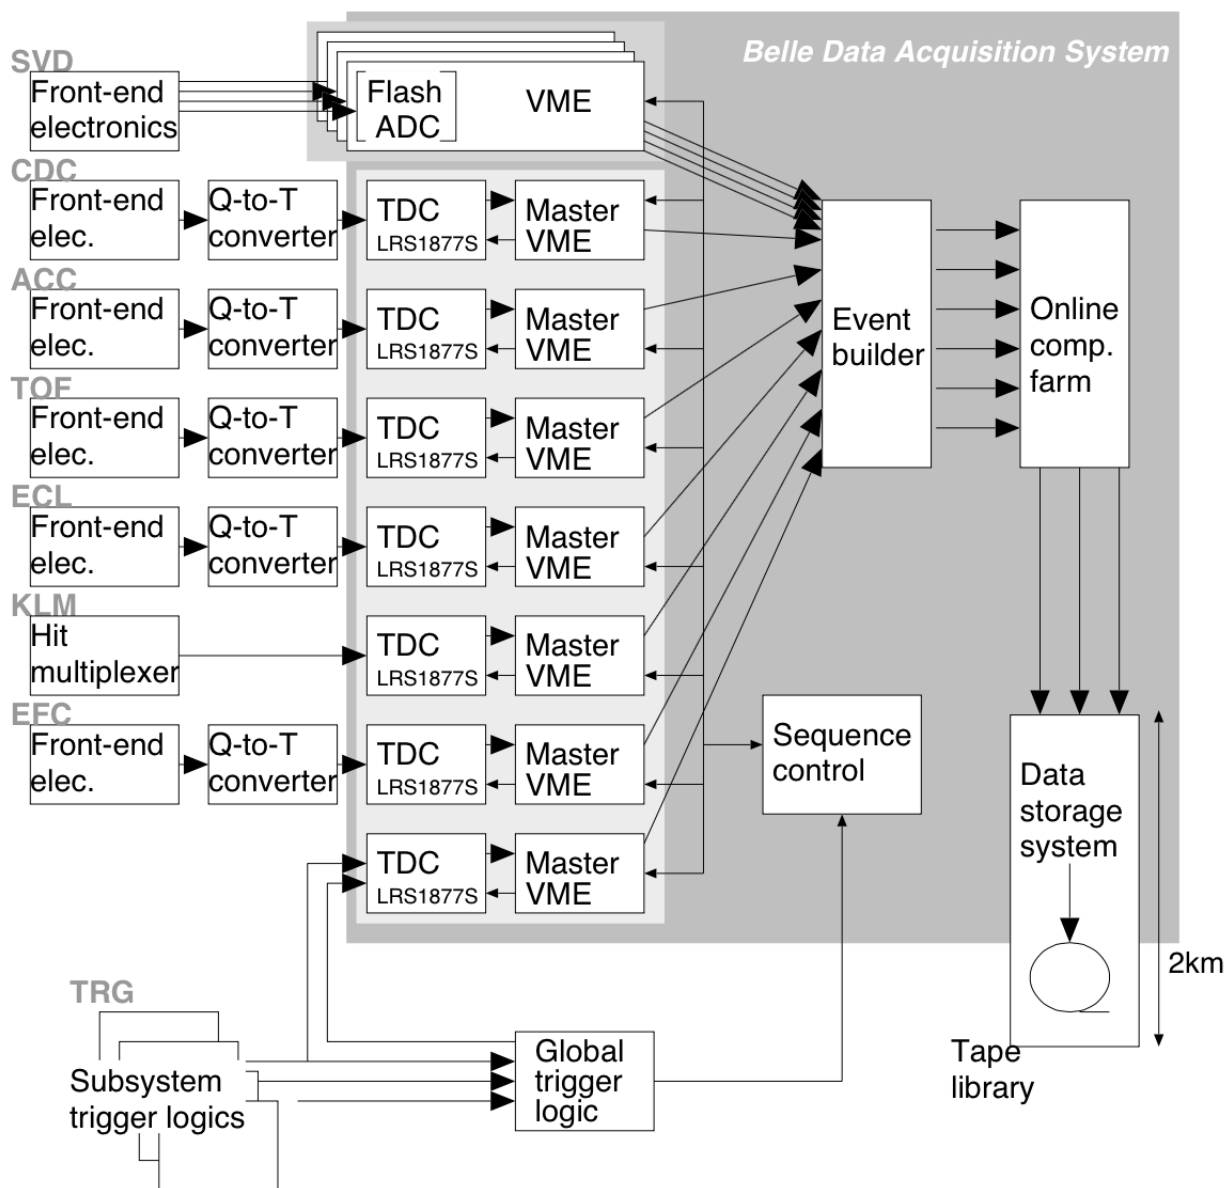 Belle Data Acquisition System
SVD
Front-end
electronics
Flash
ADC
VME
CDC
Front-end
elec.
Q-to-T
converter
TDC
LRS1877S
Master
VME
ACC
Front-end
elec.
Q-to-T
converter
TDC
LRS1877S
Master
VME
TOF
Front-end
elec.
Q-to-T
converter
TDC
LRS1877S
Master
VME
ECL
Front-end
elec.
Q-to-T
converter
TDC
LRS1877S
Master
VME
KLM
Hit
multiplexer
TDC
LRS1877S
Master
VME
EFC
Front-end
elec.
Q-to-T
converter
TDC
LRS1877S
Master
VME
TDC
LRS1877S
Master
VME
Event
builder
Online
comp.
farm
Sequence
control
Data
storage
system
2km
Tape
library
TRG
Subsystem
trigger logics
Global
trigger
logic